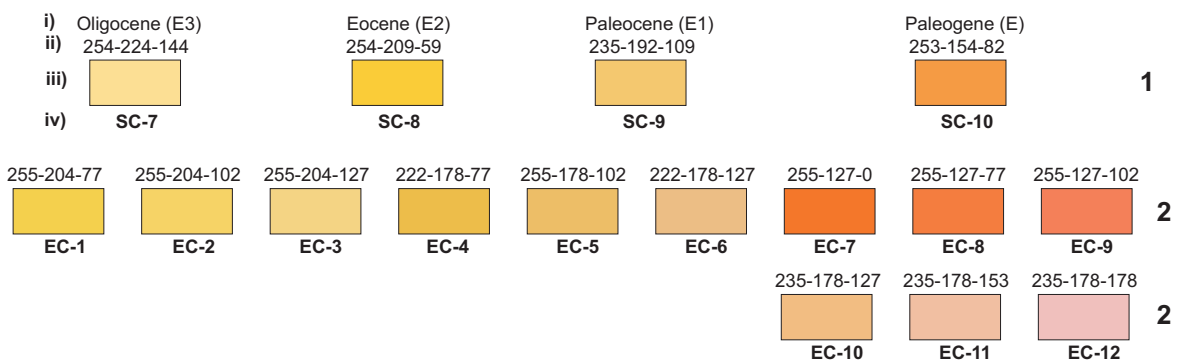 i) Oligocene (E3) Eocene (E2) Paleocene (E1) Paleogene (E)
ii) 254-224-144 254-209-59 235-192-109 253-154-82
iii) 1
iv) SC-7 SC-8 SC-9 SC-10
255-204-77 255-204-102 255-204-127 222-178-77 255-178-102 222-178-127 255-127-0 255-127-77 255-127-102
2
EC-1 EC-2 EC-3 EC-4 EC-5 EC-6 EC-7 EC-8 EC-9
235-178-127 235-178-153 235-178-178
2
EC-10 EC-11 EC-12